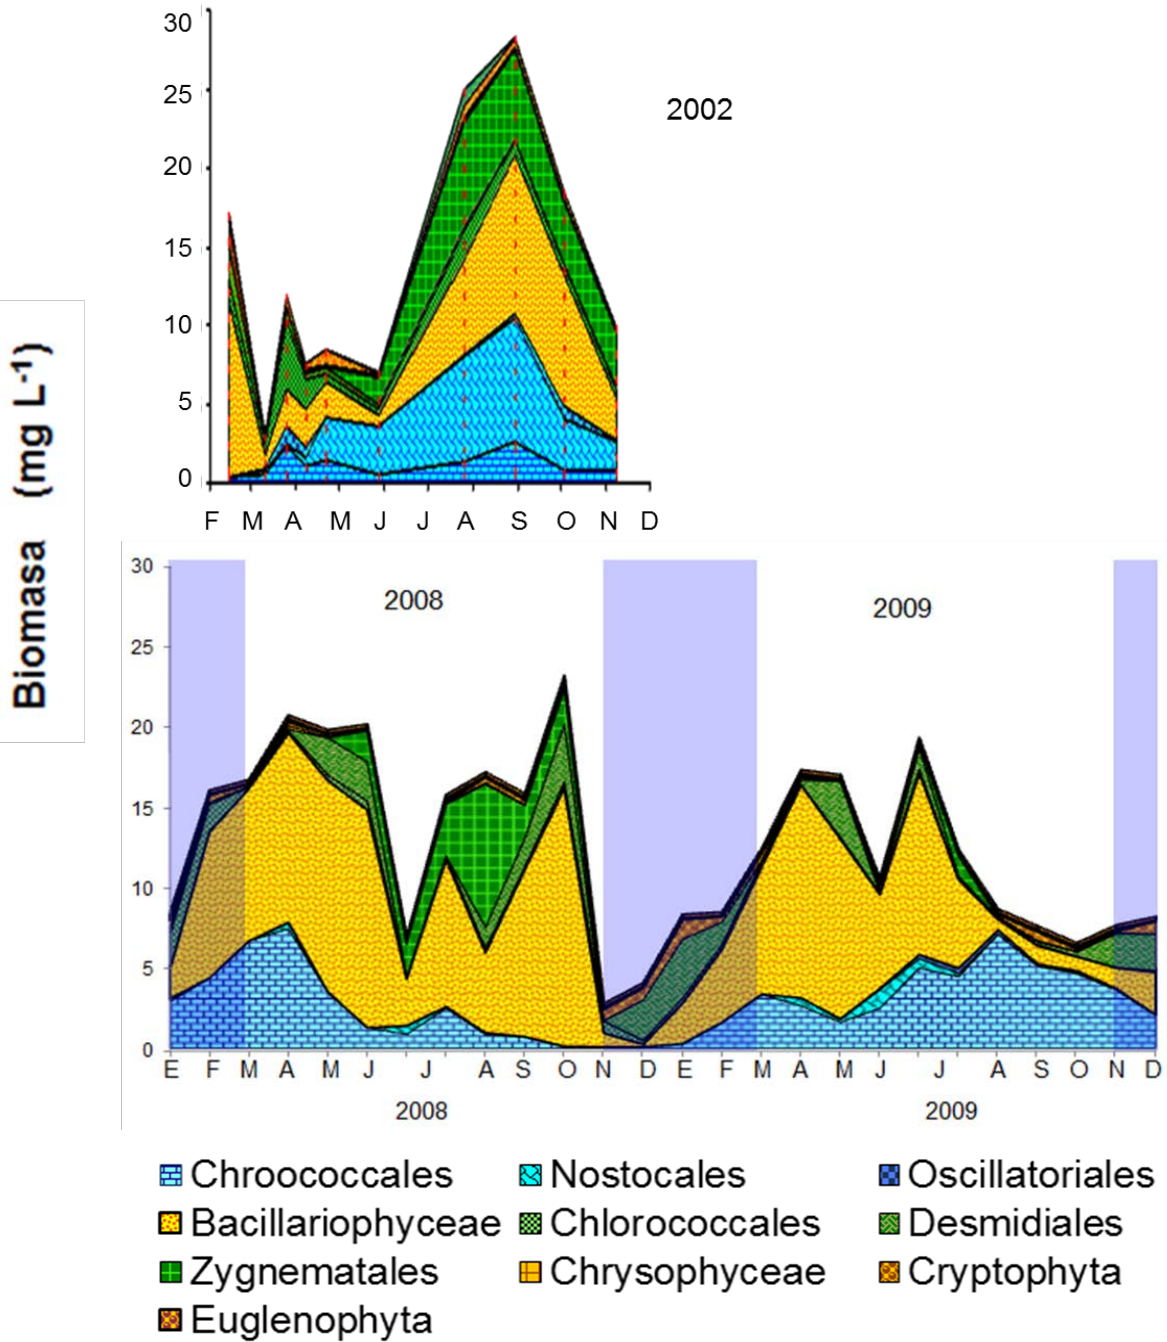 30
25
20
15
10
5
0
2002
F M A M J J A S O N D
Biomasa (mg L-1)
30
25
20
15
10
5
0
2008
2009
E F M A M J J A S O N D E F M A M J J A S O N D
2008 2009
Chroococcales Nostocales Oscillatoriales
Bacillariophyceae Chlorococcales Desmidiales
Zygnematales Chrysophyceae Cryptophyta
Euglenophyta